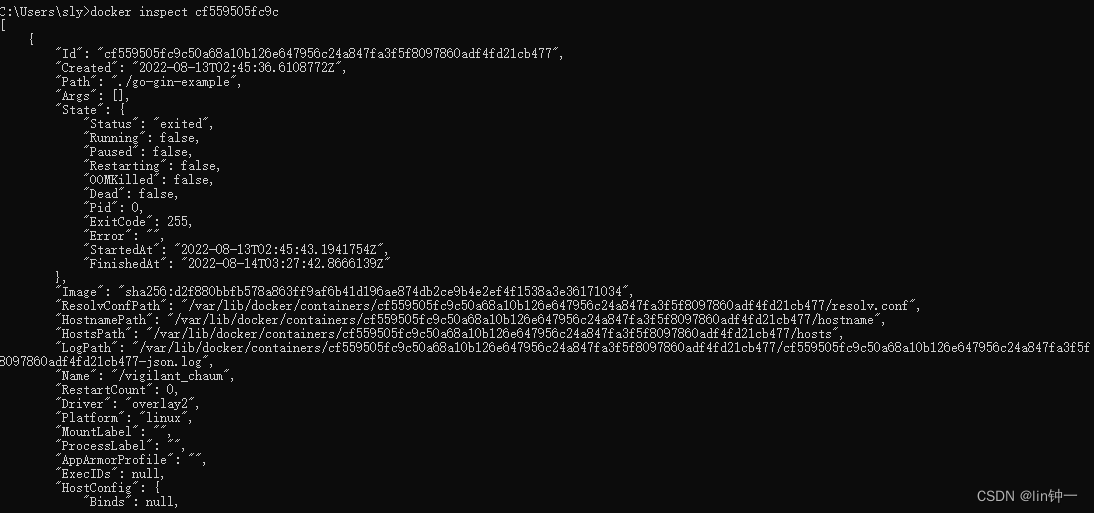 C:\Users\sly>docker inspect cf559505fc9c
[
    {
        "Id": "cf559505fc9c50a68a10b126e647956c24a847fa3f5f8097860adf4fd21cb477",
        "Created": "2022-08-13T02:45:36.6108772Z",
        "Path": "./go-gin-example",
        "Args": [],
        "State": {
            "Status": "exited",
            "Running": false,
            "Paused": false,
            "Restarting": false,
            "OOMKilled": false,
            "Dead": false,
            "Pid": 0,
            "ExitCode": 255,
            "Error": "",
            "StartedAt": "2022-08-13T02:45:43.1941754Z",
            "FinishedAt": "2022-08-14T03:27:42.8666139Z"
        },
        "Image": "sha256:d2f880bbfb578a863ff9af6b41d196ae874db2ce9b4e2ef4f1538a3e36171034",
        "ResolvConfPath": "/var/lib/docker/containers/cf559505fc9c50a68a10b126e647956c24a847fa3f5f8097860adf4fd21cb477/resolv.conf",
        "HostnamePath": "/var/lib/docker/containers/cf559505fc9c50a68a10b126e647956c24a847fa3f5f8097860adf4fd21cb477/hostname",
        "HostsPath": "/var/lib/docker/containers/cf559505fc9c50a68a10b126e647956c24a847fa3f5f8097860adf4fd21cb477/hosts",
        "LogPath": "/var/lib/docker/containers/cf559505fc9c50a68a10b126e647956c24a847fa3f5f8097860adf4fd21cb477/cf559505fc9c50a68a10b126e647956c24a847fa3f5f
8097860adf4fd21cb477-json.log",
        "Name": "/vigilant_chaum",
        "RestartCount": 0,
        "Driver": "overlay2",
        "Platform": "linux",
        "MountLabel": "",
        "ProcessLabel": "",
        "AppArmorProfile": "",
        "ExecIDs": null,
        "HostConfig": {
            "Binds": null,
CSDN @lin钟一